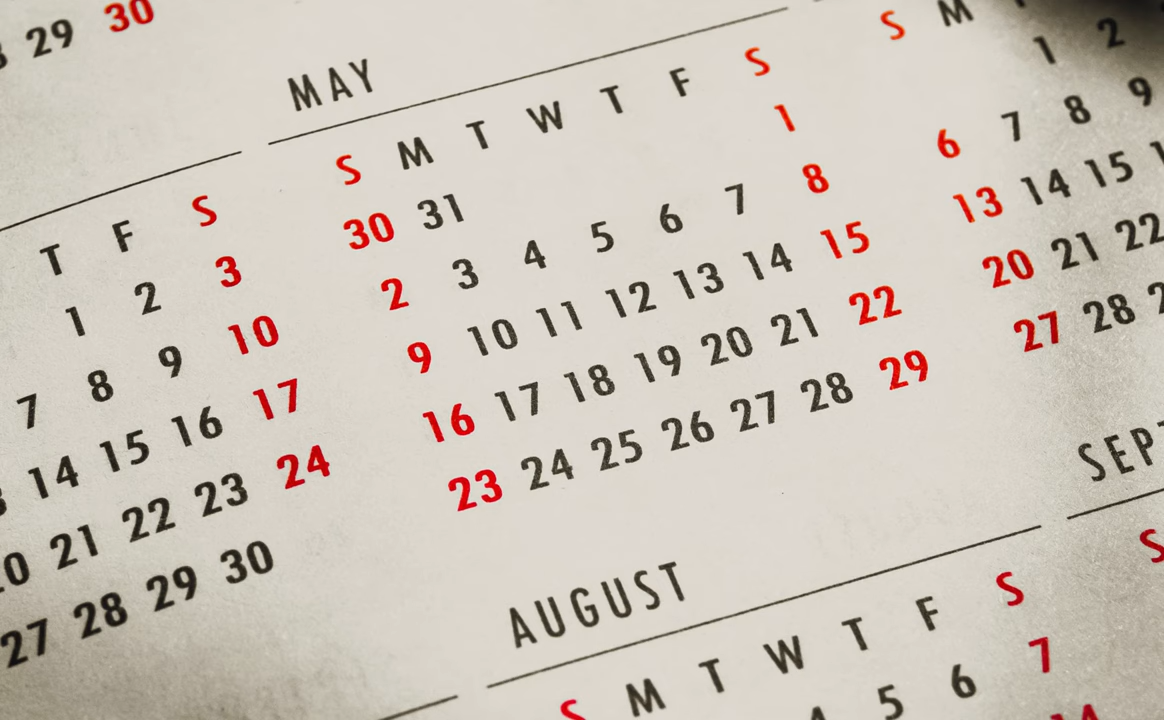 29 30
MAY
S M T W T F S
30 31 1
2 3 4 5 6 7 8
9 10 11 12 13 14 15
16 17 18 19 20 21 22
23 24 25 26 27 28 29
T F S
1 2 3
7 8 9 10
14 15 16 17
21 22 23 24
27 28 29 30
S M
1 2
6 7 8 9
13 14 15
20 21 22
27 28
AUGUST
S M T W T F S
5 6 7
14
SEPT
S